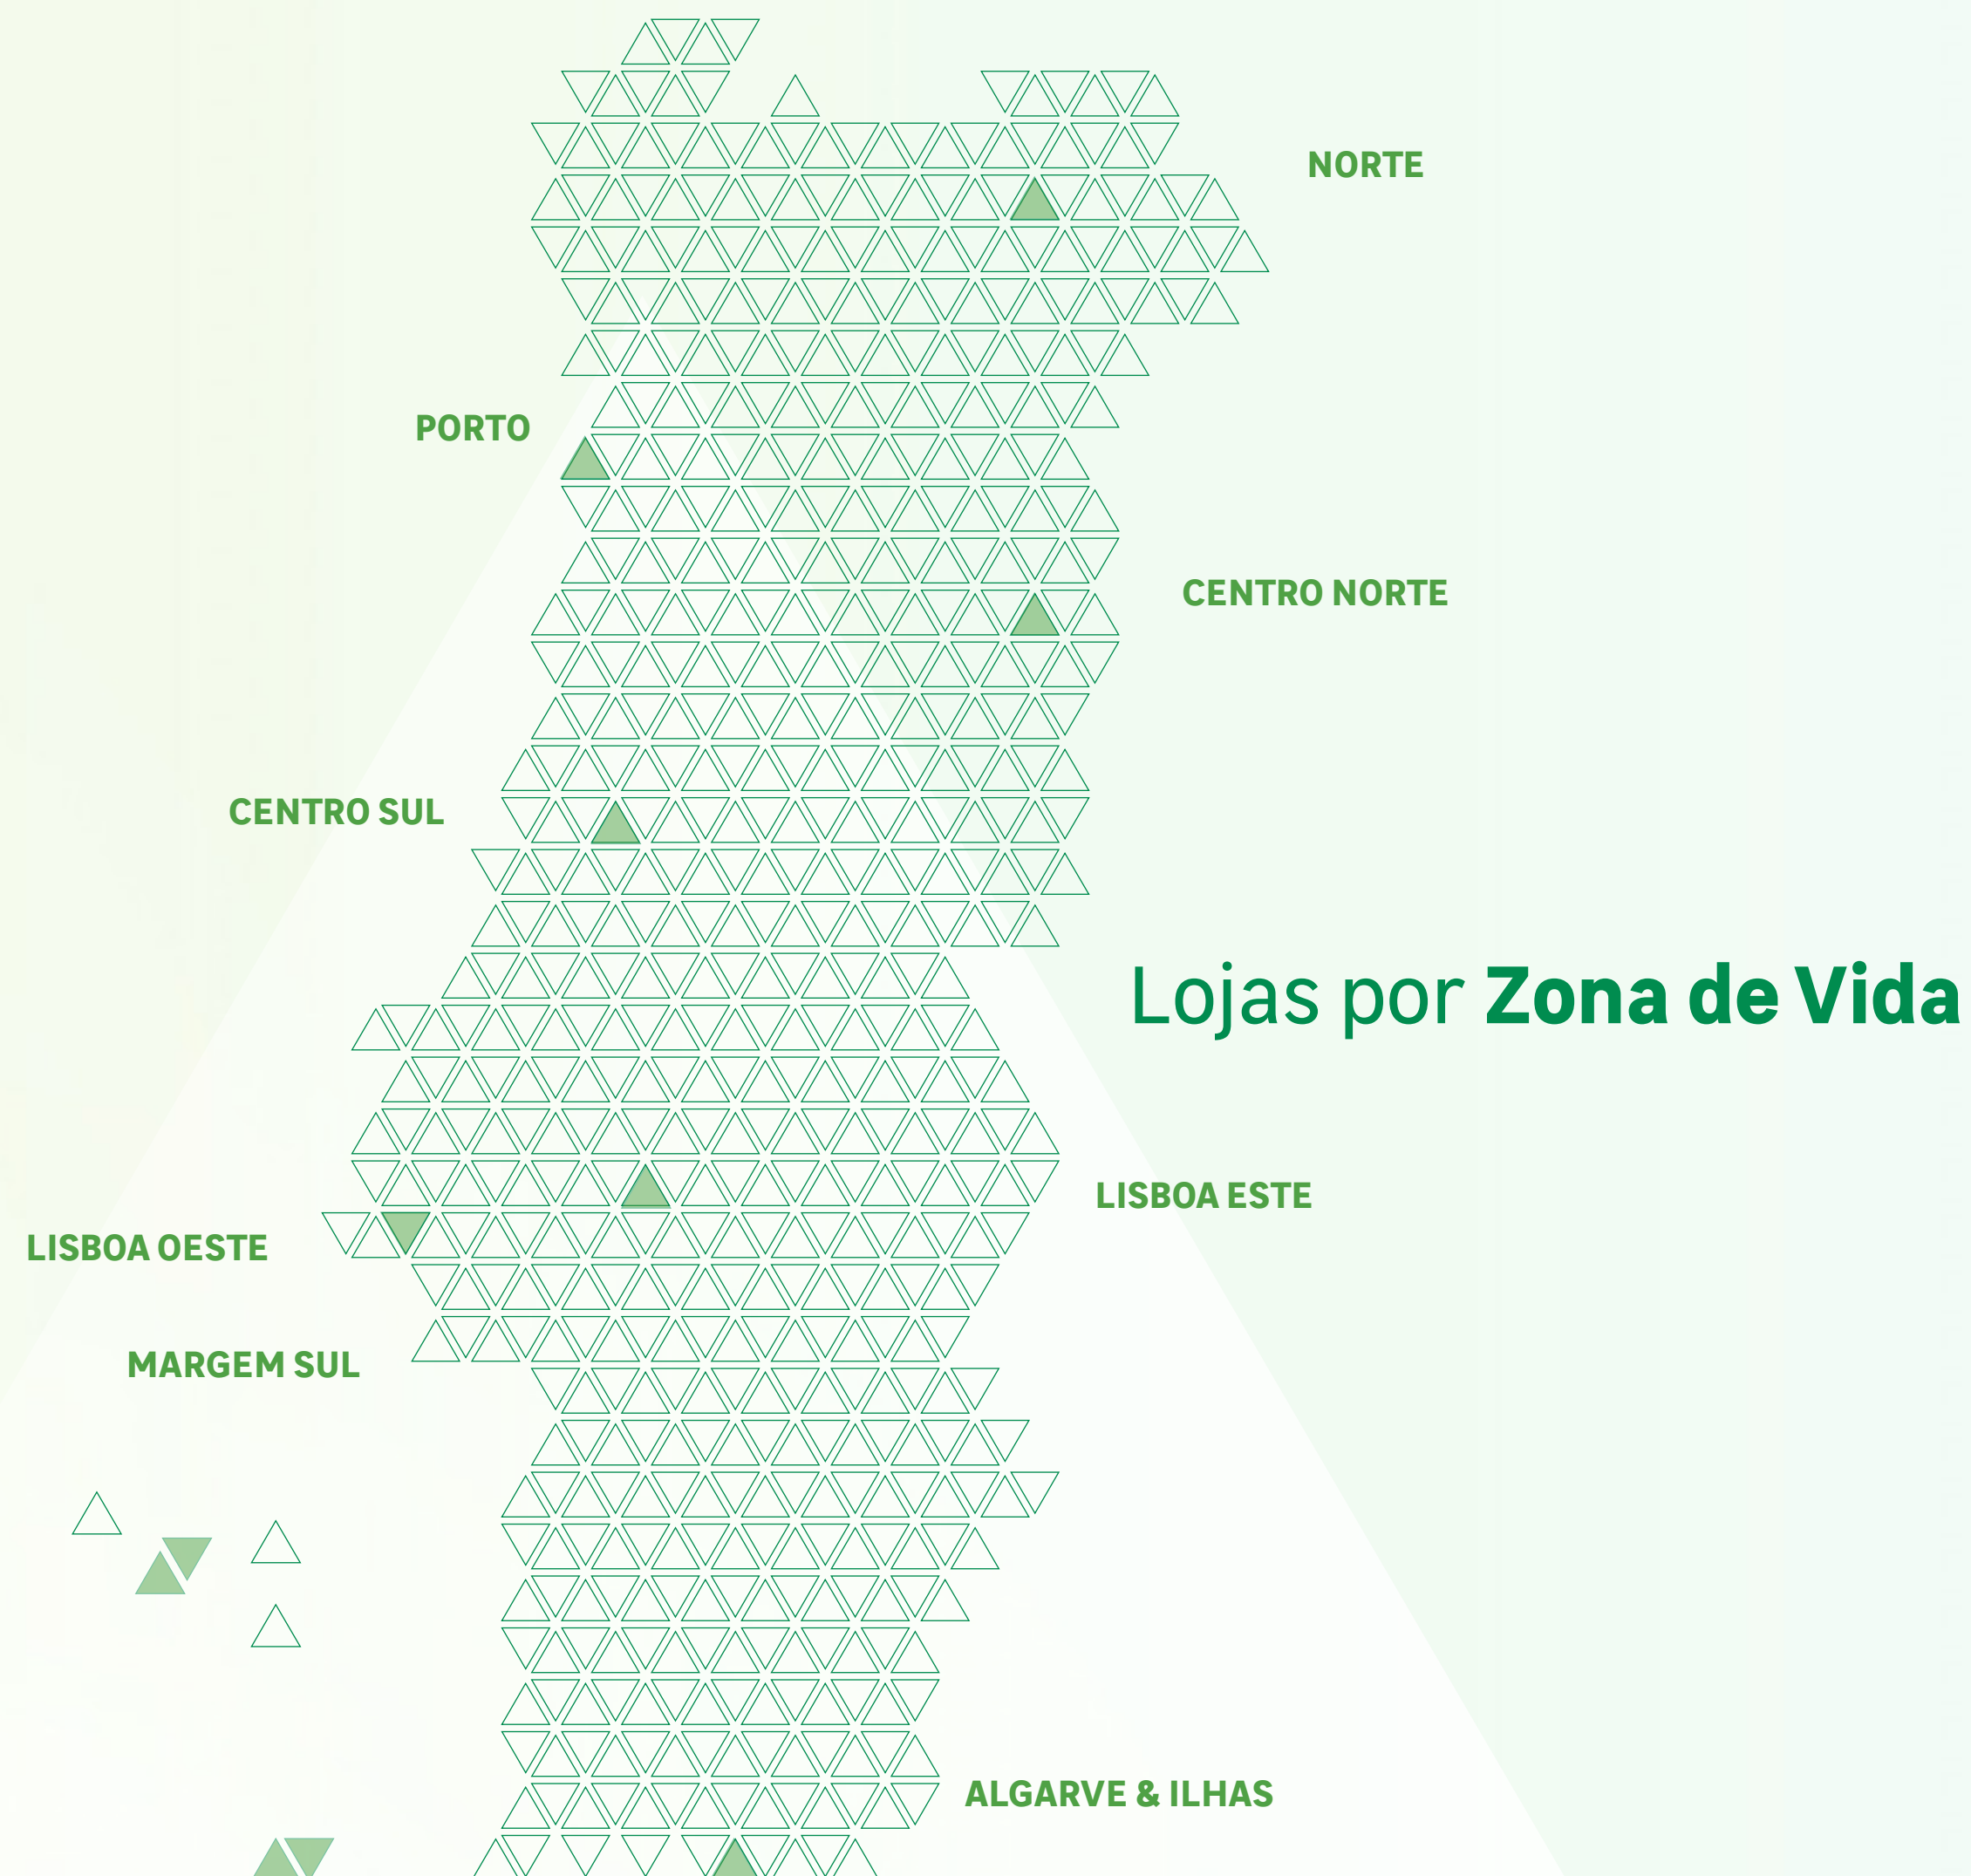 NORTE
PORTO
CENTRO NORTE
CENTRO SUL
Lojas por Zona de Vida
LISBOA ESTE
LISBOA OESTE
MARGEM SUL
ALGARVE & ILHAS